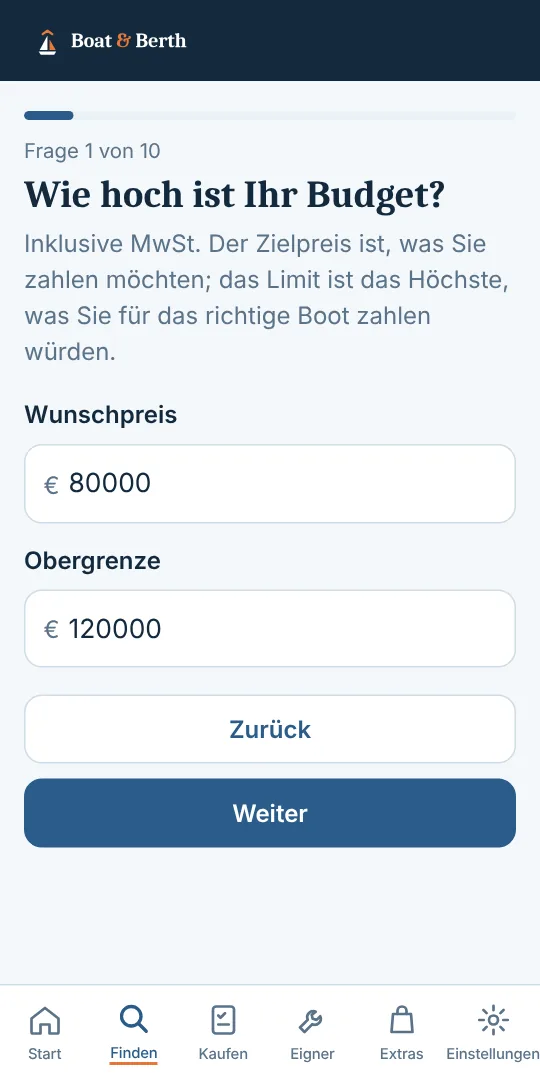 Boat & Berth
Frage 1 von 10
Wie hoch ist Ihr Budget?
Inklusive MwSt. Der Zielpreis ist, was Sie
zahlen möchten; das Limit ist das Höchste,
was Sie für das richtige Boot zahlen
würden.
Wunschpreis
€ 80000
Obergrenze
€ 120000
Zurück
Weiter
Start
Finden
Kaufen
Eigner
Extras
Einstellungen